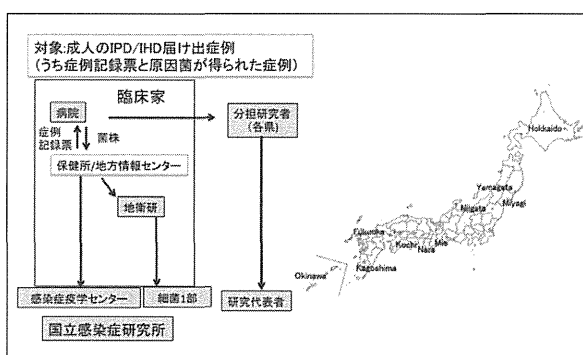 対象:成人のIPD/IHD届け出症例
(うち症例記録票と原因菌が得られた症例)
臨床家
病院
症例
記録票
菌株
保健所/地方情報センター
地衛研
分担研究者
(各県)
感染症疫学センター
細菌1部
研究代表者
国立感染症研究所
Hokkaido
Yamagata
Miyagi
Niigata
Fukuoka
Kochi
Nara
Mie
Kagoshima
Okinawa